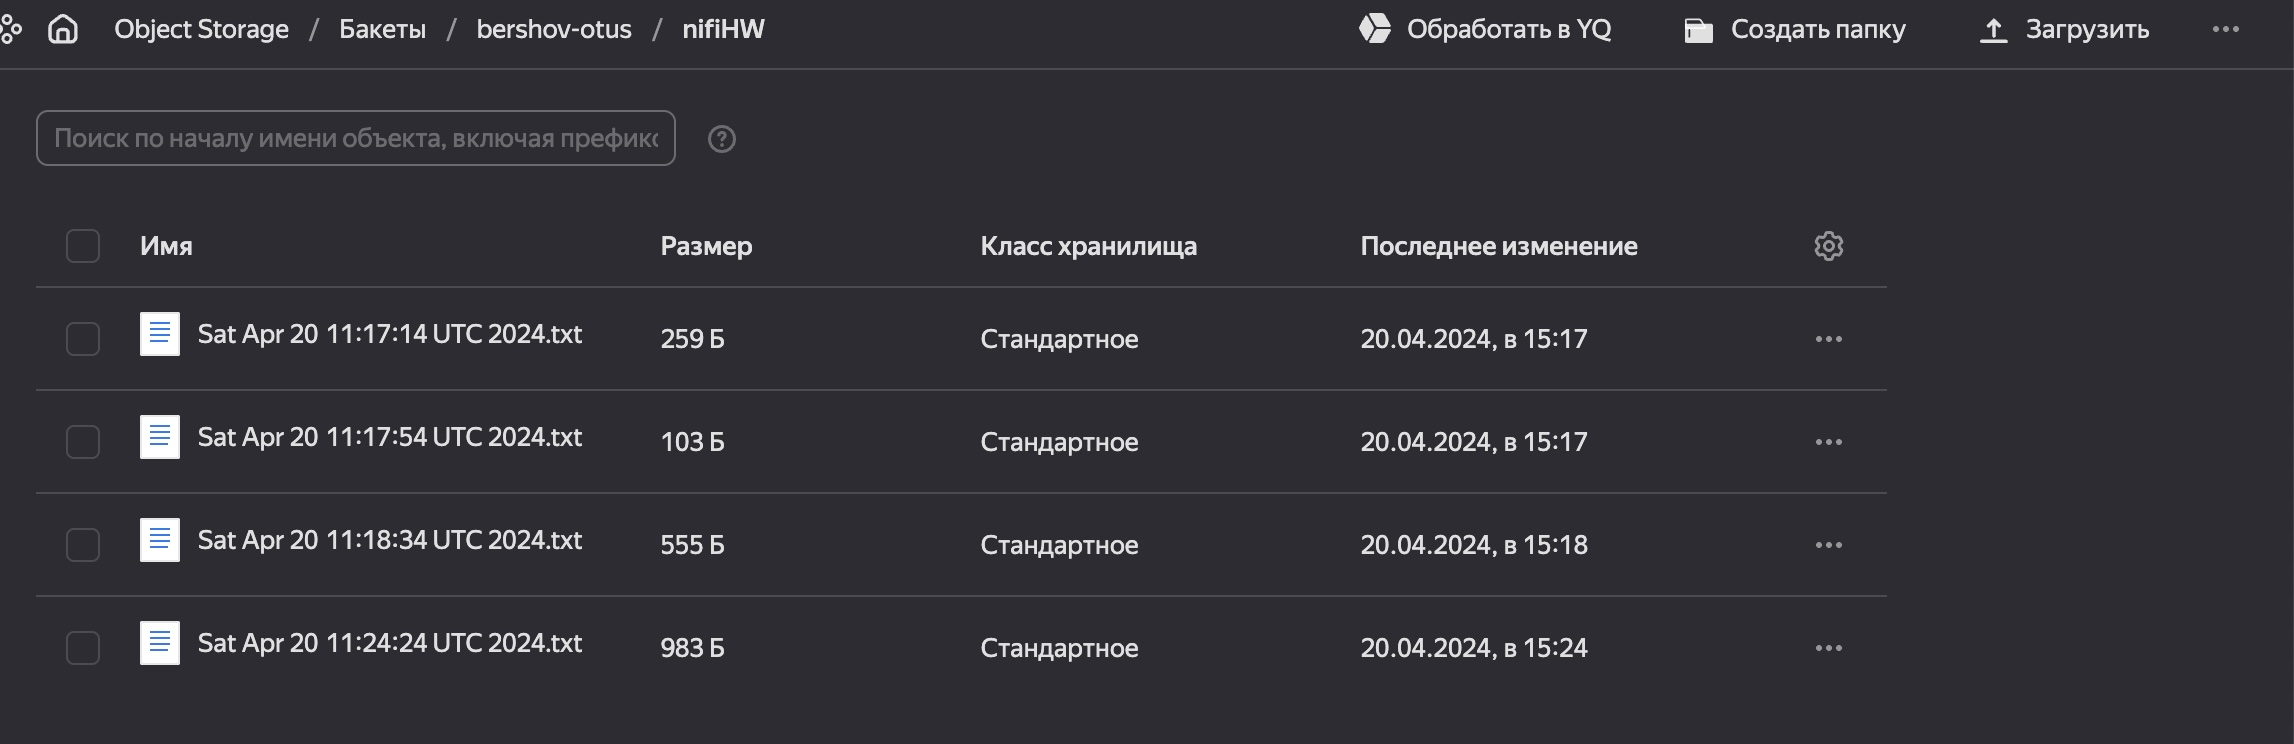 Object Storage / Бакеты / bershov-otus / nifiHW Обработать в YQ Создать папку Загрузить
Поиск по началу имени объекта, включая префикс
Имя Размер Класс хранилища Последнее изменение
Sat Apr 20 11:17:14 UTC 2024.txt 259 Б Стандартное 20.04.2024, в 15:17
Sat Apr 20 11:17:54 UTC 2024.txt 103 Б Стандартное 20.04.2024, в 15:17
Sat Apr 20 11:18:34 UTC 2024.txt 555 Б Стандартное 20.04.2024, в 15:18
Sat Apr 20 11:24:24 UTC 2024.txt 983 Б Стандартное 20.04.2024, в 15:24